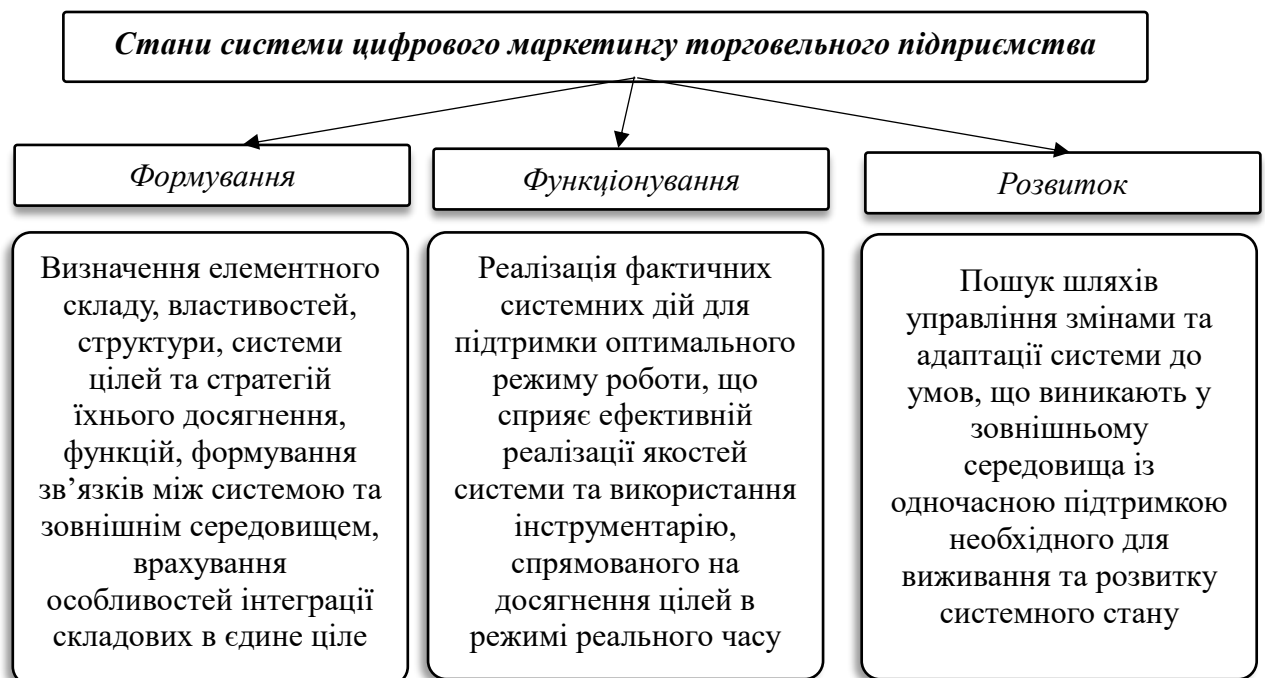 Стани системи цифрового маркетингу торговельного підприємства
Формування
Функціонування
Розвиток
Визначення елементного
складу, властивостей,
структури, системи
цілей та стратегій
їхнього досягнення,
функцій, формування
зв’язків між системою та
зовнішнім середовищем,
врахування
особливостей інтеграції
складових в єдине ціле
Реалізація фактичних
системних дій для
підтримки оптимального
режиму роботи, що
сприяє ефективній
реалізації якостей
системи та використання
інструментарію,
спрямованого на
досягнення цілей в
режимі реального часу
Пошук шляхів
управління змінами та
адаптації системи до
умов, що виникають у
зовнішньому
середовища із
одночасною підтримкою
необхідного для
виживання та розвитку
системного стану